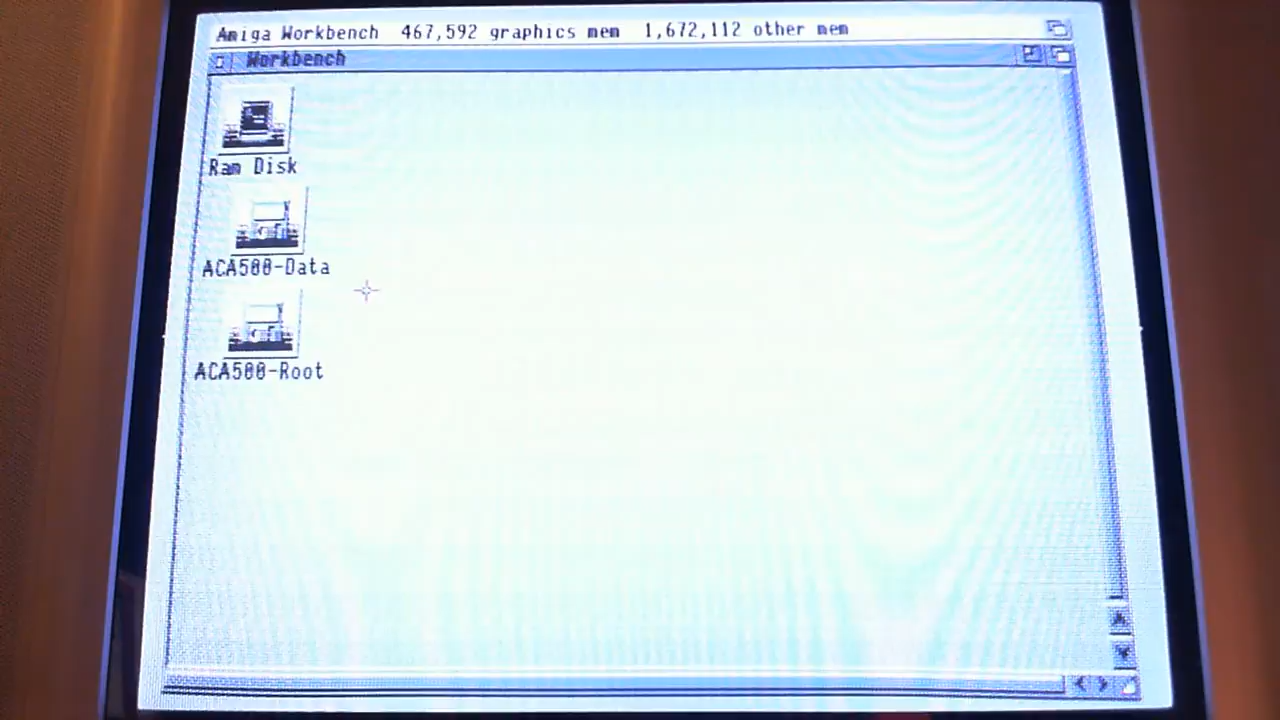 Amiga Workbench 467,592 graphics mem 1,672,112 other mem
Workbench
Ram Disk
ACA500-Data
ACA500-Root